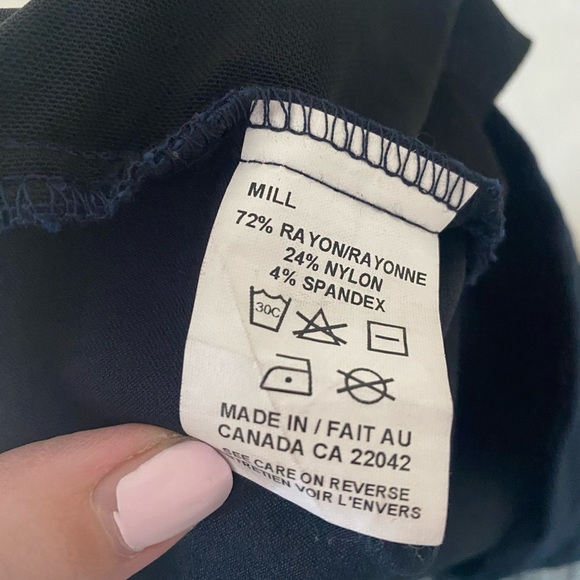 MILL
72% RAYON/RAYONNE
24% NYLON
4% SPANDEX
30C
MADE IN / FAIT AU
CANADA CA 22042
SEE CARE ON REVERSE
ENTRETIEN VOIR L'ENVERS